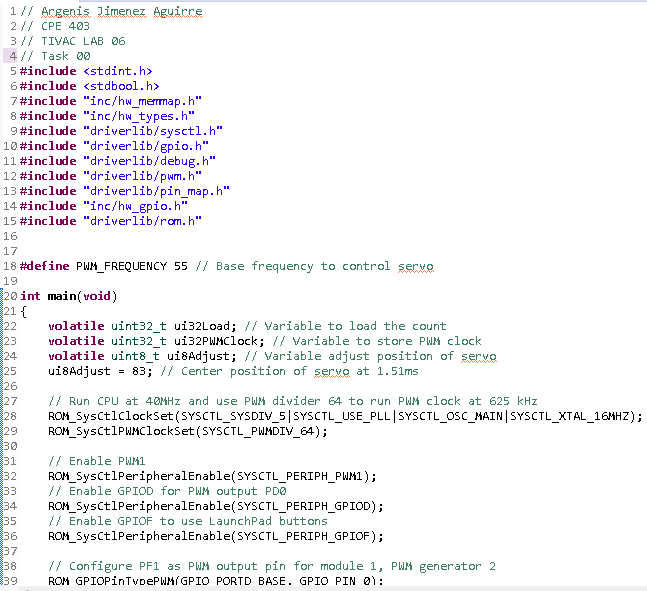 1 // Argenis Jimenez Aguirre
2 // CPE 403
3 // TIVAC LAB 06
4 // Task 00
5 #include <stdint.h>
6 #include <stdbool.h>
7 #include "inc/hw_memmap.h"
8 #include "inc/hw_types.h"
9 #include "driverlib/sysctl.h"
10 #include "driverlib/gpio.h"
11 #include "driverlib/debug.h"
12 #include "driverlib/pwm.h"
13 #include "driverlib/pin_map.h"
14 #include "inc/hw_gpio.h"
15 #include "driverlib/rom.h"
16
17
18 #define PWM_FREQUENCY 55 // Base frequency to control servo
19
20 int main(void)
21 {
22     volatile uint32_t ui32Load; // Variable to load the count
23     volatile uint32_t ui32PWMClock; // Variable to store PWM clock
24     volatile uint8_t ui8Adjust; // Variable adjust position of servo
25     ui8Adjust = 83; // Center position of servo at 1.51ms
26
27     // Run CPU at 40MHz and use PWM divider 64 to run PWM clock at 625 kHz
28     ROM_SysCtlClockSet(SYSCTL_SYSDIV_5|SYSCTL_USE_PLL|SYSCTL_OSC_MAIN|SYSCTL_XTAL_16MHZ);
29     ROM_SysCtlPWMClockSet(SYSCTL_PWMDIV_64);
30
31     // Enable PWM1
32     ROM_SysCtlPeripheralEnable(SYSCTL_PERIPH_PWM1);
33     // Enable GPIOD for PWM output PD0
34     ROM_SysCtlPeripheralEnable(SYSCTL_PERIPH_GPIOD);
35     // Enable GPIOF to use LaunchPad buttons
36     ROM_SysCtlPeripheralEnable(SYSCTL_PERIPH_GPIOF);
37
38     // Configure PF1 as PWM output pin for module 1, PWM generator 2
39     ROM_GPIOPinTypePWM(GPIO_PORTD_BASE, GPIO_PIN_0);